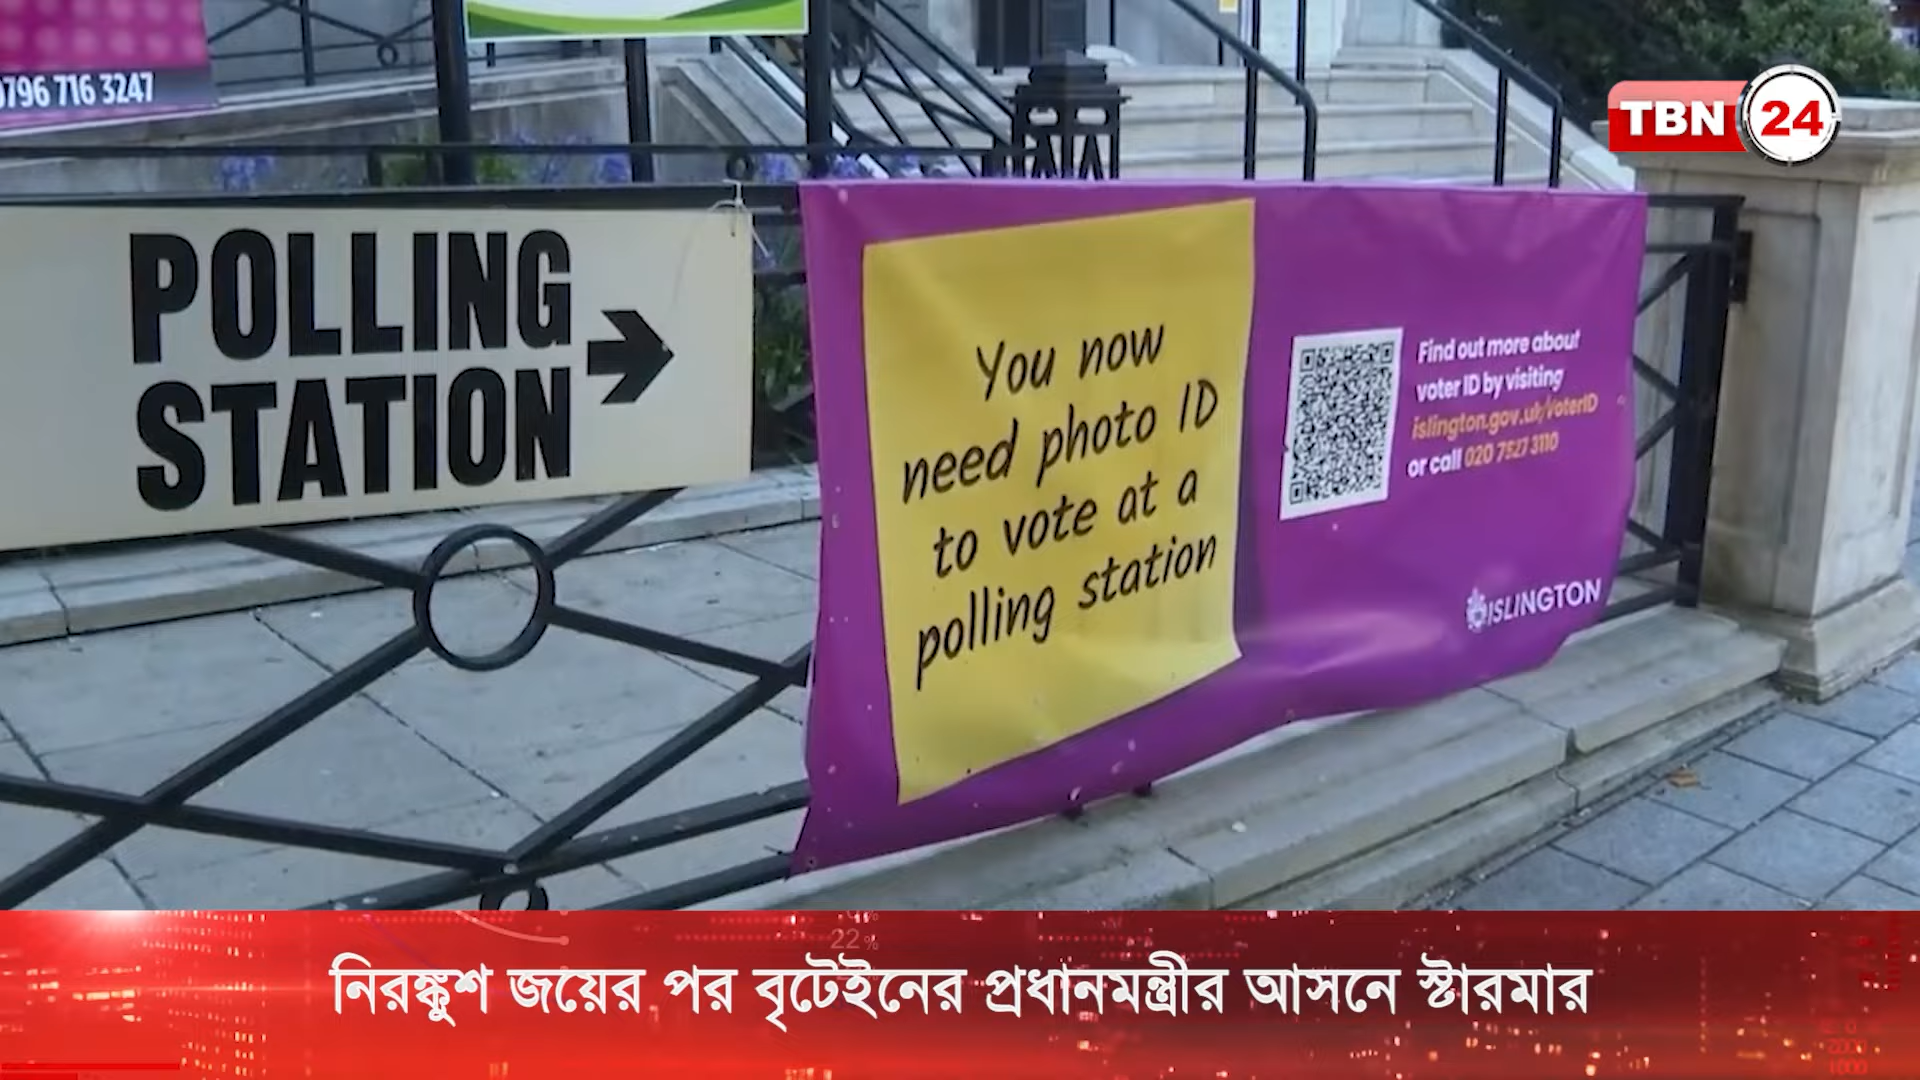 0796 716 3247
TBN 24
POLLING
STATION
You now
need photo ID
to vote at a
polling station
Find out more about
voter ID by visiting
islington.gov.uk/voterID
or call 020 7527 3110
ISLINGTON
22%
নিরঙ্কুশ জয়ের পর বৃটেইনের প্রধানমন্ত্রীর আসনে স্টারমার